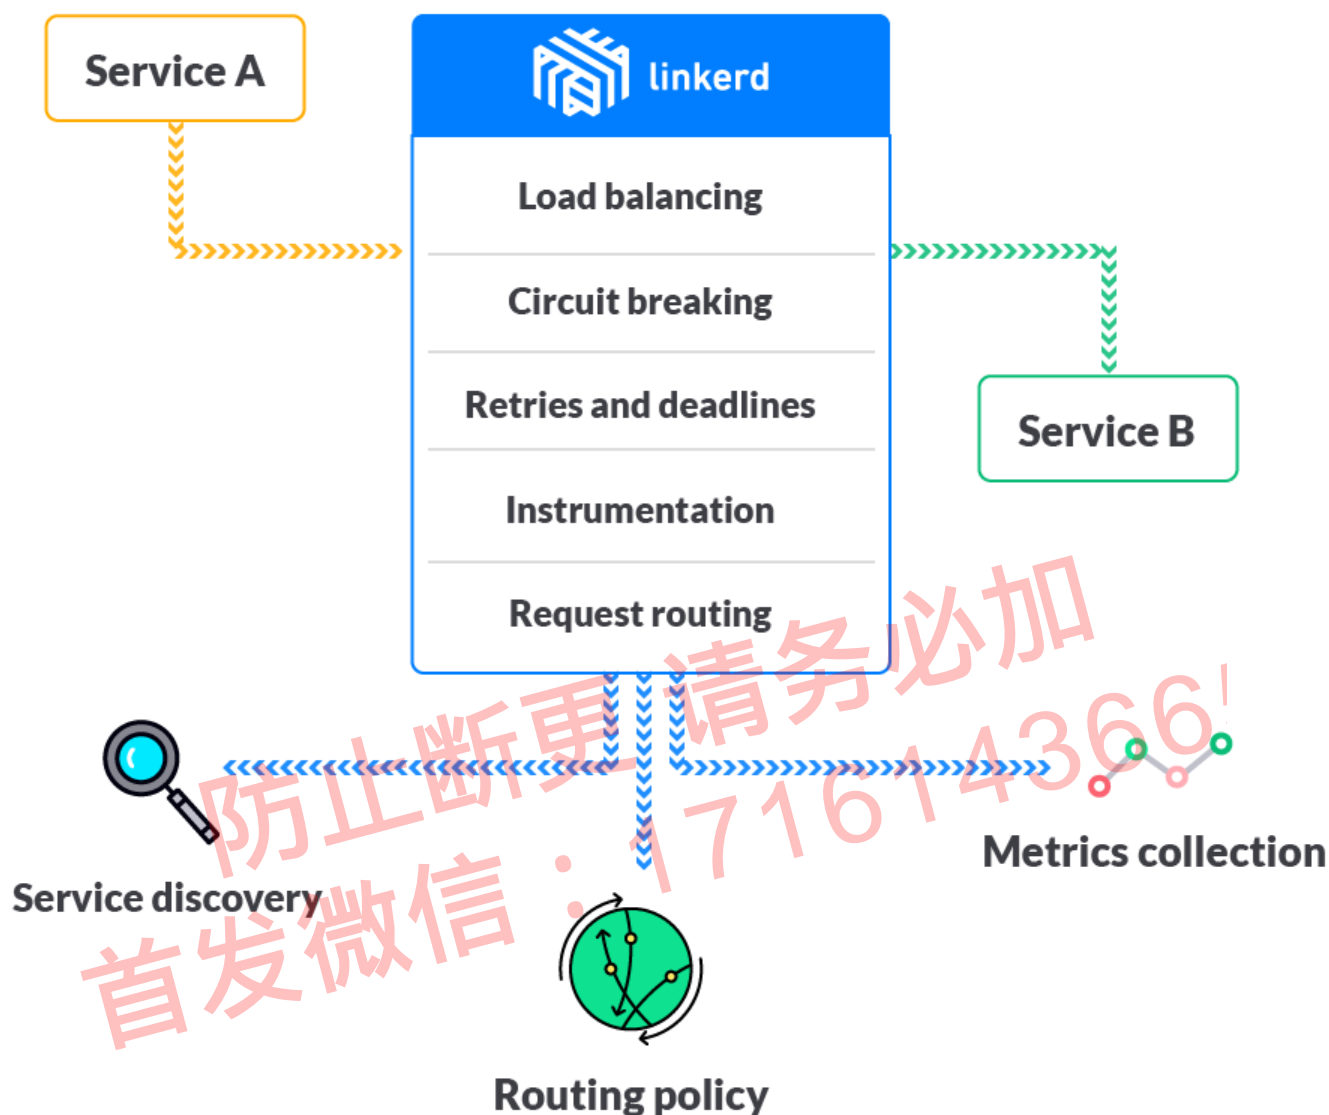 Service A
linkerd
Load balancing
Circuit breaking
Retries and deadlines
Instrumentation
Request routing
Service B
防止断更 请务必加
首发微信：171614366
Service discovery
Metrics collection
Routing policy